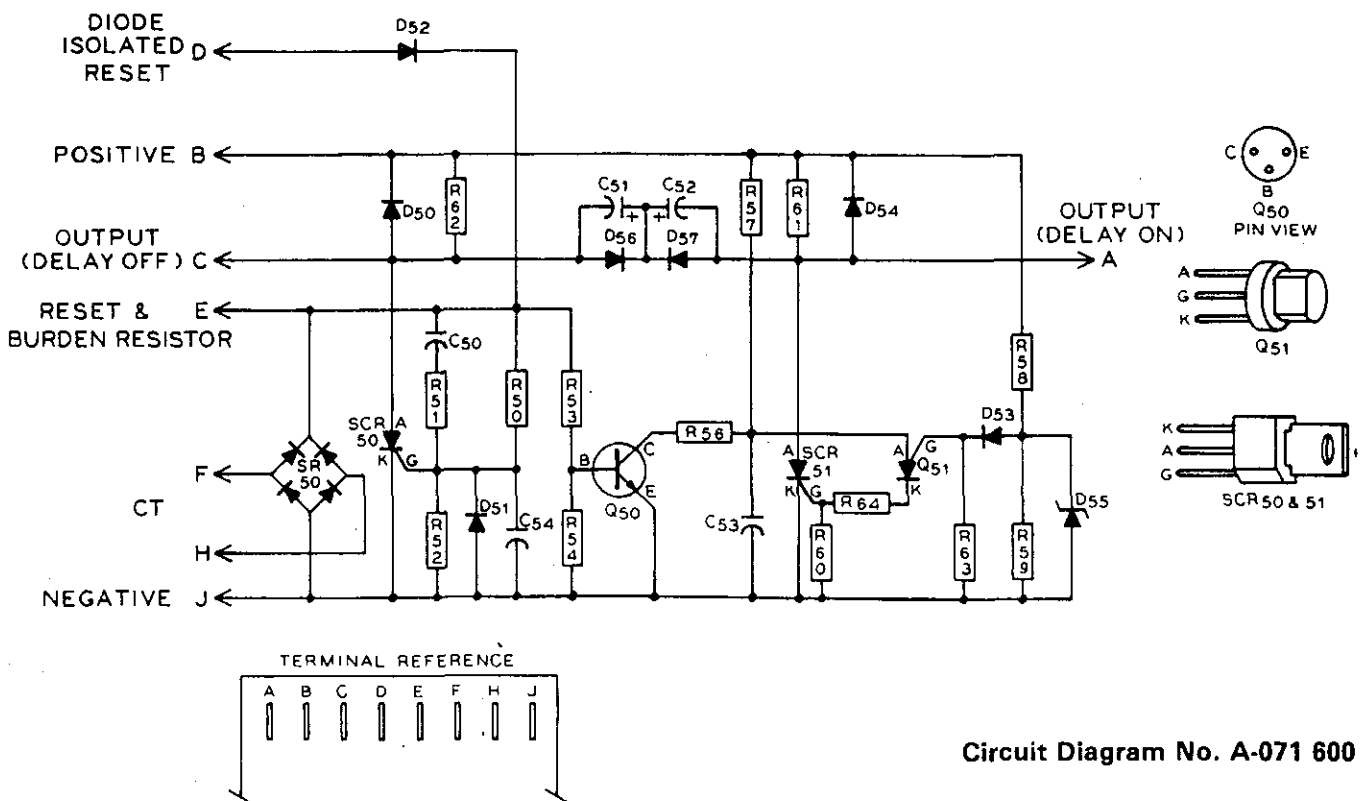 DIODE
ISOLATED D
RESET
D52
POSITIVE B
D50
R62
C51
+
C52
+
D56
D57
R57
R61
D54
OUTPUT
(DELAY OFF) C
OUTPUT
(DELAY ON)
A
RESET &
BURDEN RESISTOR
E
C50
R51
R50
R53
R58
SCR
50
A
K
G
F
SR
50
CT
H
R52
D51
C54
R54
B
C
E
Q50
R56
C53
A
SCR
51
K
G
R60
R64
A
G
Q51
K
D53
R63
R59
D55
NEGATIVE J
C
E
B
Q50
PIN VIEW
A
G
K
Q51
K
A
G
SCR50 & 51
TERMINAL REFERENCE
A B C D E F H J
Circuit Diagram No. A-071 600